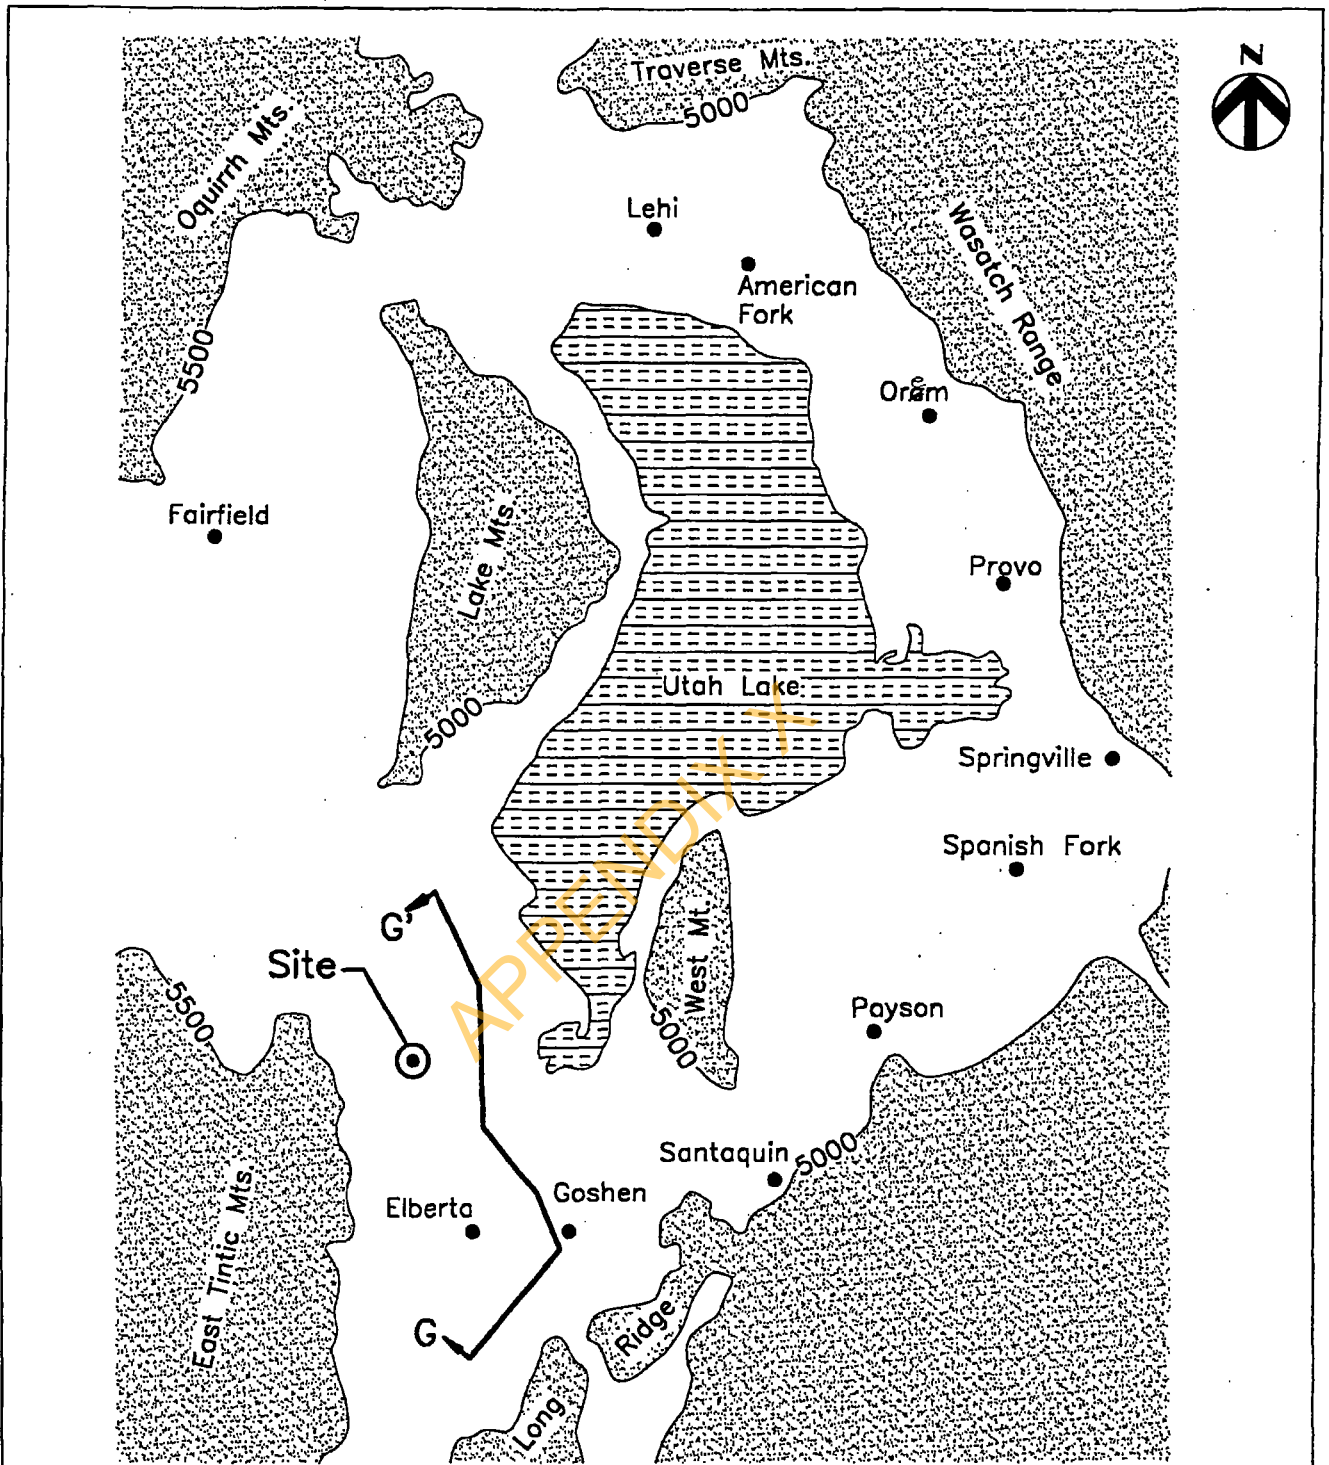 N
Traverse Mts.
5000
Oquirrh Mts.
Lehi
Wasatch Range
American
Fork
5500
Orem
Fairfield
Lake Mts.
Provo
Utah Lake
5000
Springville
APPENDIX X
Spanish Fork
G'
West Mt.
Site
5500
Payson
5000
Santaquin
5000
Goshen
Elberta
East Tintic Mts.
G
Ridge
Long